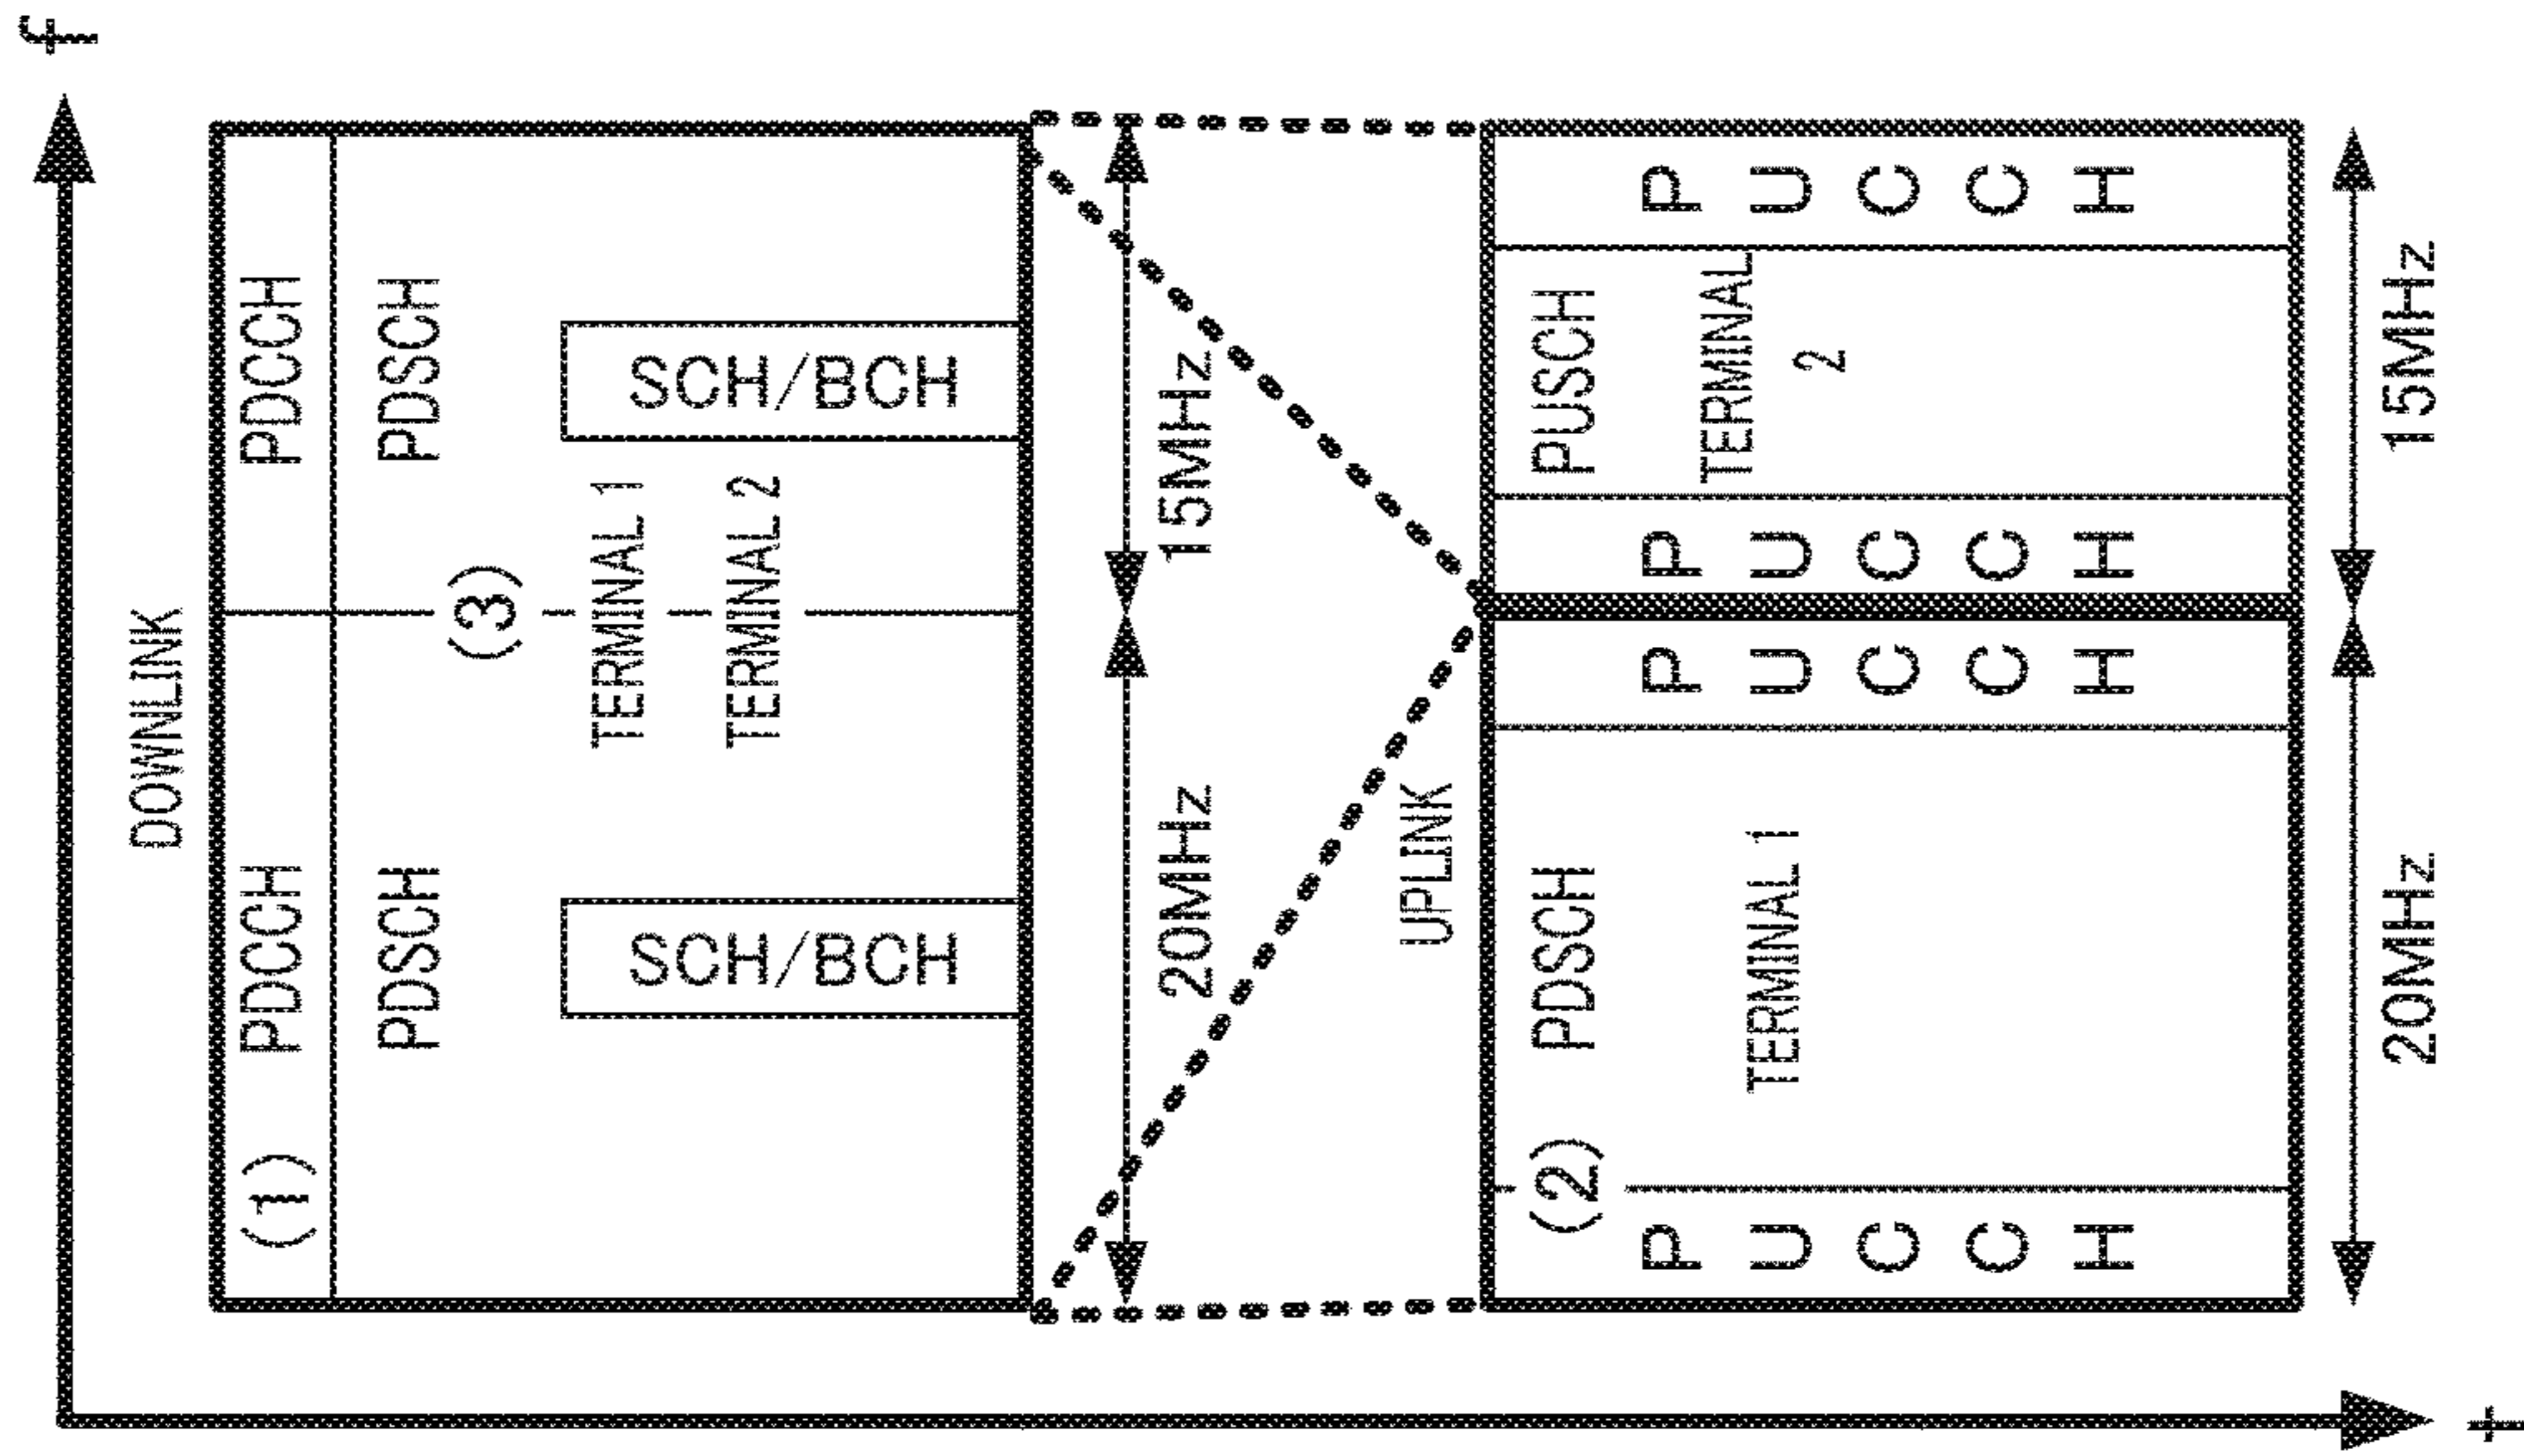 f
DOWNLINK
(1) PDCCH
PDCCH
PDSCH
PDSCH
(3)
TERMINAL 1
TERMINAL 2
SCH/BCH
SCH/BCH
20MHz
15MHz
UPLINK
(2) PDSCH
PUSCH
TERMINAL 1
TERMINAL
2
PUCCH
PUCCH
PUCCH
PUCCH
20MHz
15MHz
t